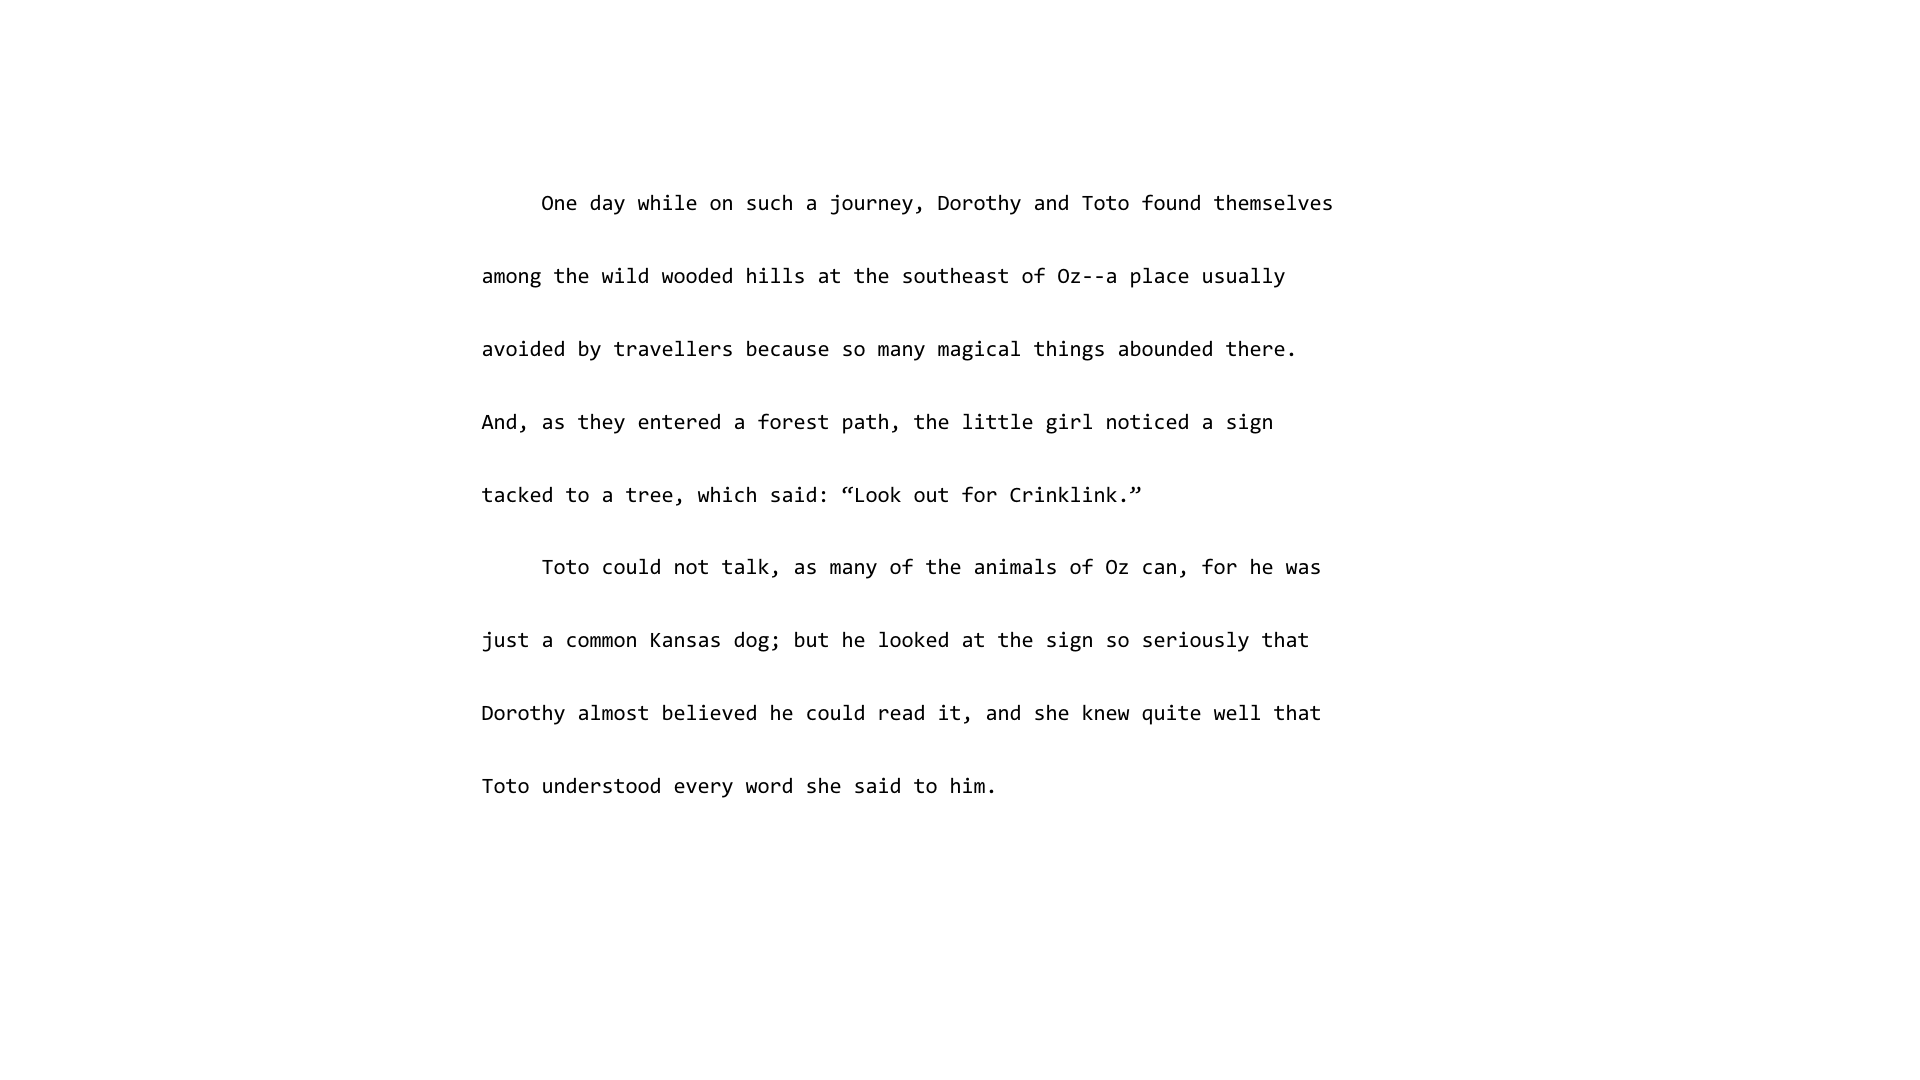 One day while on such a journey, Dorothy and Toto found themselves
among the wild wooded hills at the southeast of Oz--a place usually
avoided by travellers because so many magical things abounded there.
And, as they entered a forest path, the little girl noticed a sign
tacked to a tree, which said: “Look out for Crinklink.”
Toto could not talk, as many of the animals of Oz can, for he was
just a common Kansas dog; but he looked at the sign so seriously that
Dorothy almost believed he could read it, and she knew quite well that
Toto understood every word she said to him.